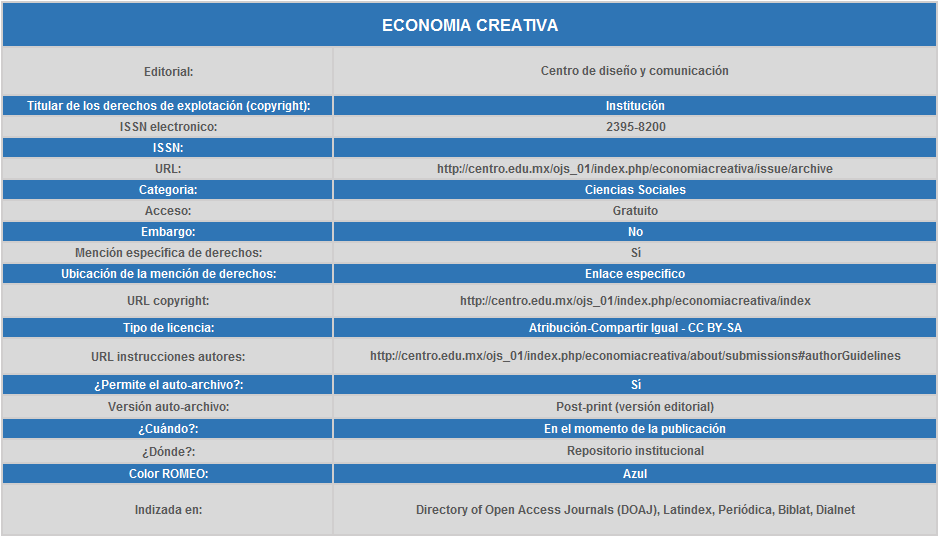 ECONOMIA CREATIVA
Editorial: Centro de diseño y comunicación
Titular de los derechos de explotación (copyright): Institución
ISSN electronico: 2395-8200
ISSN:
URL: http://centro.edu.mx/ojs_01/index.php/economiacreativa/issue/archive
Categoria: Ciencias Sociales
Acceso: Gratuito
Embargo: No
Mención específica de derechos: Sí
Ubicación de la mención de derechos: Enlace especifico
URL copyright: http://centro.edu.mx/ojs_01/index.php/economiacreativa/index
Tipo de licencia: Atribución-Compartir Igual - CC BY-SA
URL instrucciones autores: http://centro.edu.mx/ojs_01/index.php/economiacreativa/about/submissions#authorGuidelines
¿Permite el auto-archivo?: Sí
Versión auto-archivo: Post-print (versión editorial)
¿Cuándo?: En el momento de la publicación
¿Dónde?: Repositorio institucional
Color ROMEO: Azul
Indizada en: Directory of Open Access Journals (DOAJ), Latindex, Periódica, Biblat, Dialnet